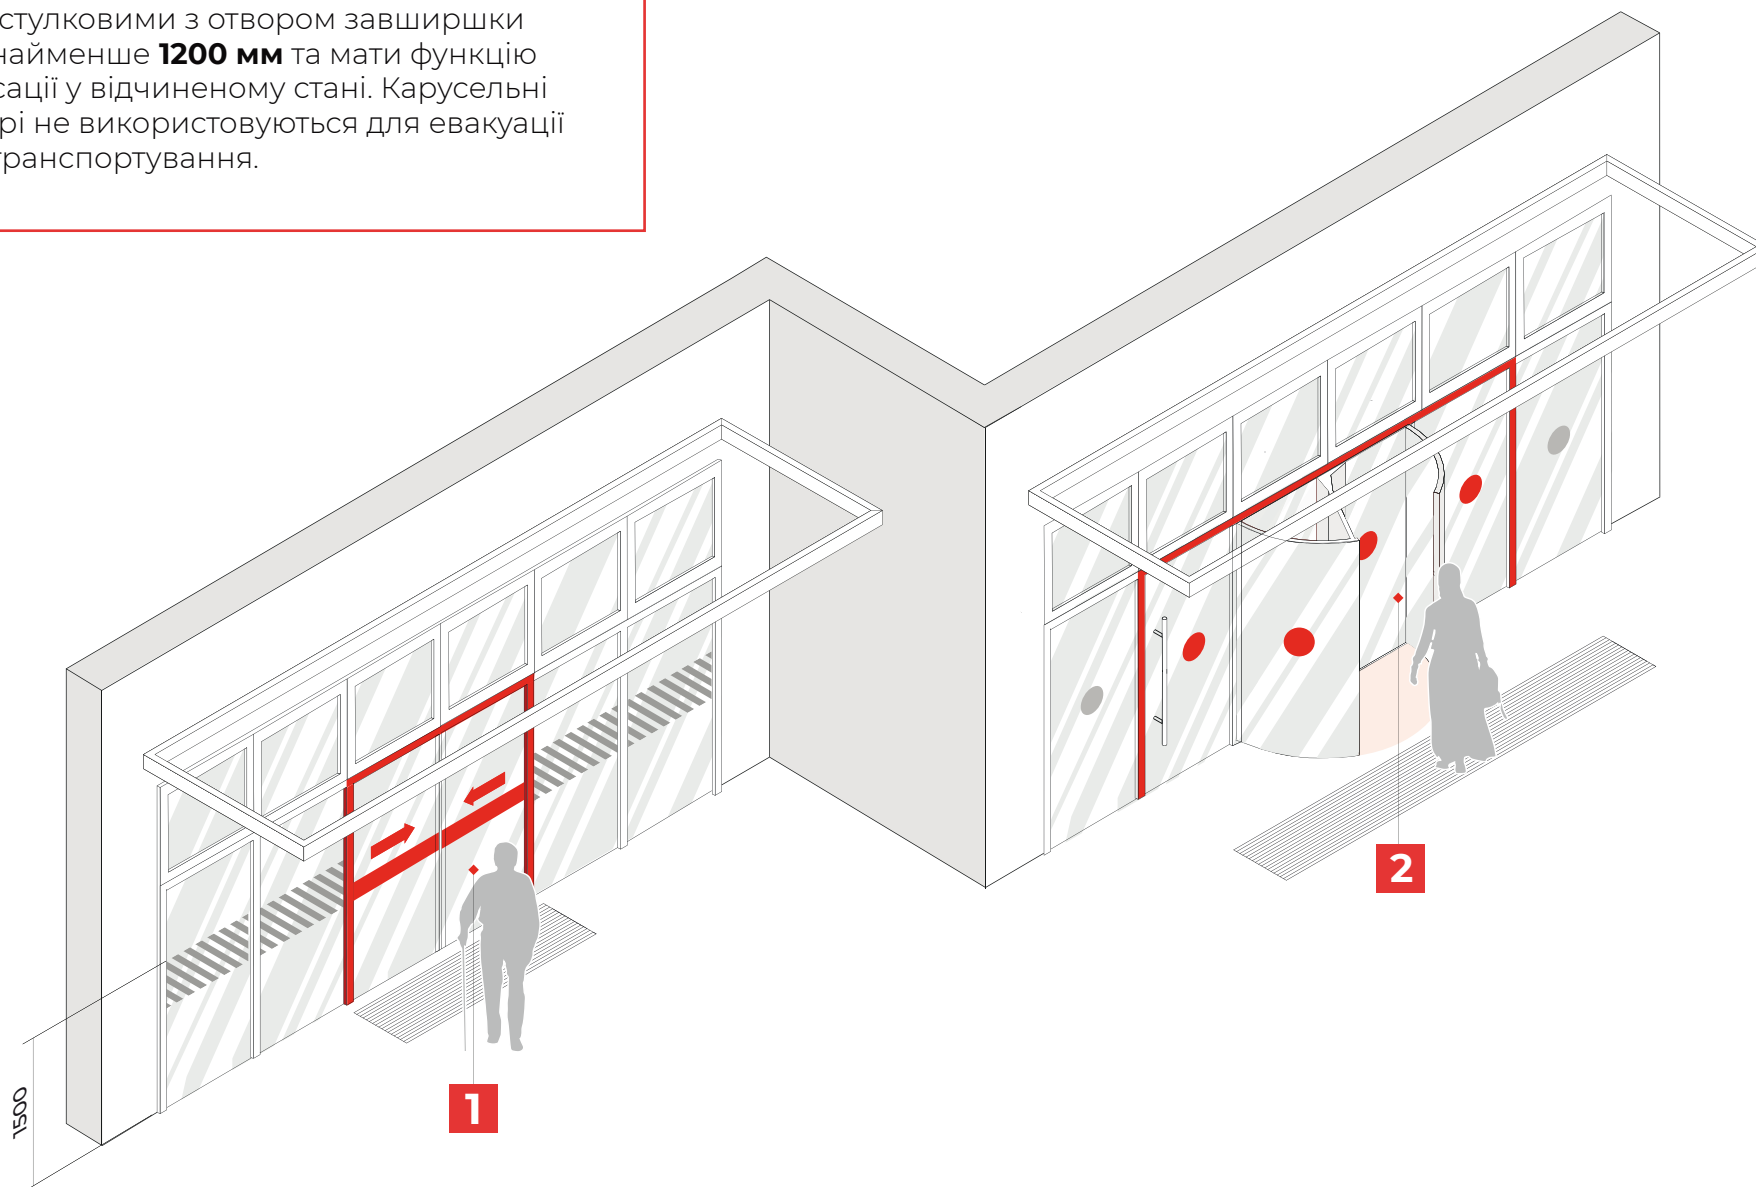 стулковими з отвором завширшки
найменше 1200 мм та мати функцію
сації у відчиненому стані. Карусельні
рі не використовуються для евакуації
транспортування.
2
1
1500